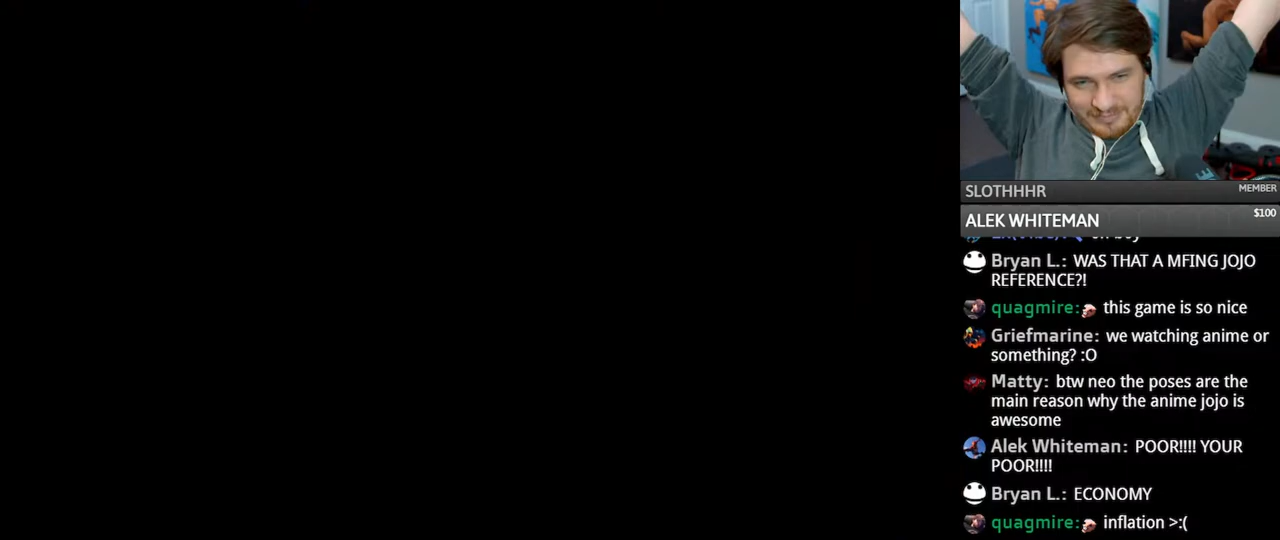 SLOTHHHR MEMBER
ALEK WHITEMAN $100
Bryan L.: WAS THAT A MFING JOJO
REFERENCE?!
quagmire: this game is so nice
Griefmarine: we watching anime or
something? :O
Matty: btw neo the poses are the
main reason why the anime jojo is
awesome
Alek Whiteman: POOR!!!! YOUR
POOR!!!!
Bryan L.: ECONOMY
quagmire: inflation >:(